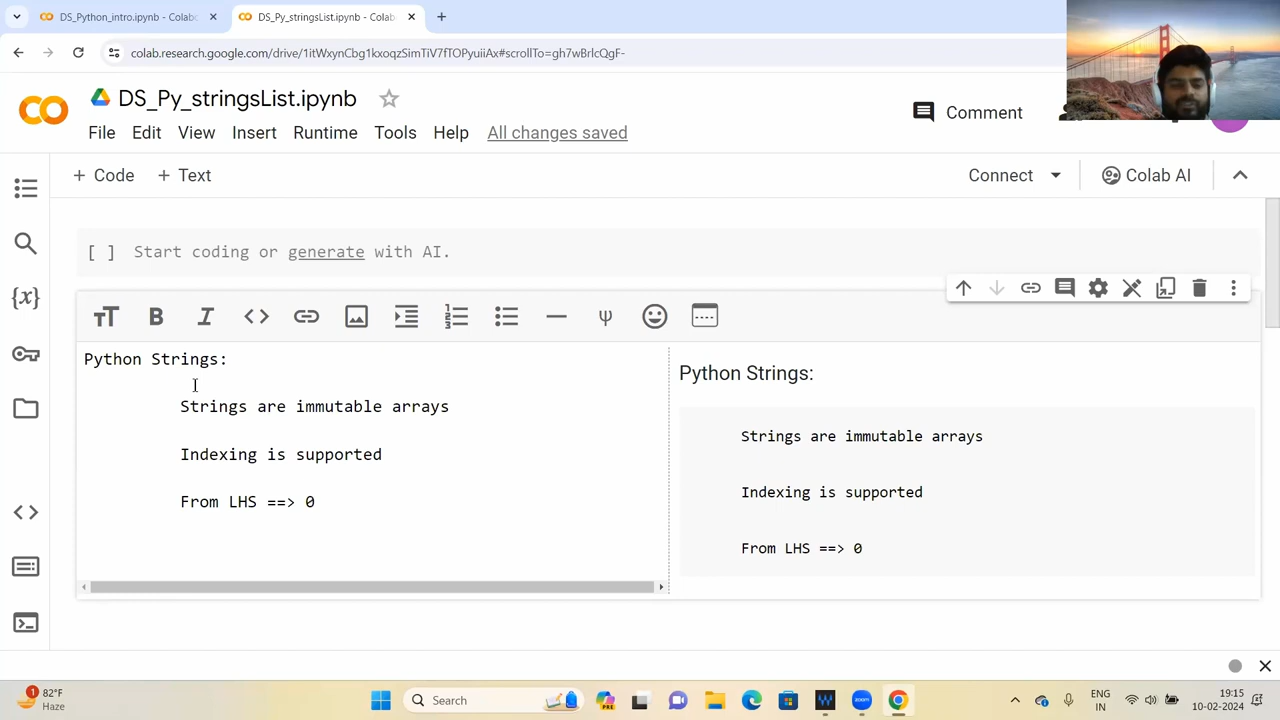 DS_Python_intro.ipynb - Colab
DS_Py_stringsList.ipynb - Colab
colab.research.google.com/drive/1itWxynCbg1kxoqzSimTiV7fTOPyuiiAx#scrollTo=gh7wBrlcQgF-
DS_Py_stringsList.ipynb
Comment
File Edit View Insert Runtime Tools Help All changes saved
+ Code + Text
Connect
Colab AI
[ ] Start coding or generate with AI.
Python Strings:
Strings are immutable arrays
Indexing is supported
From LHS ==> 0
Python Strings:
Strings are immutable arrays
Indexing is supported
From LHS ==> 0
1
82°F
Haze
Search
PRE
ENG
IN
19:15
10-02-2024